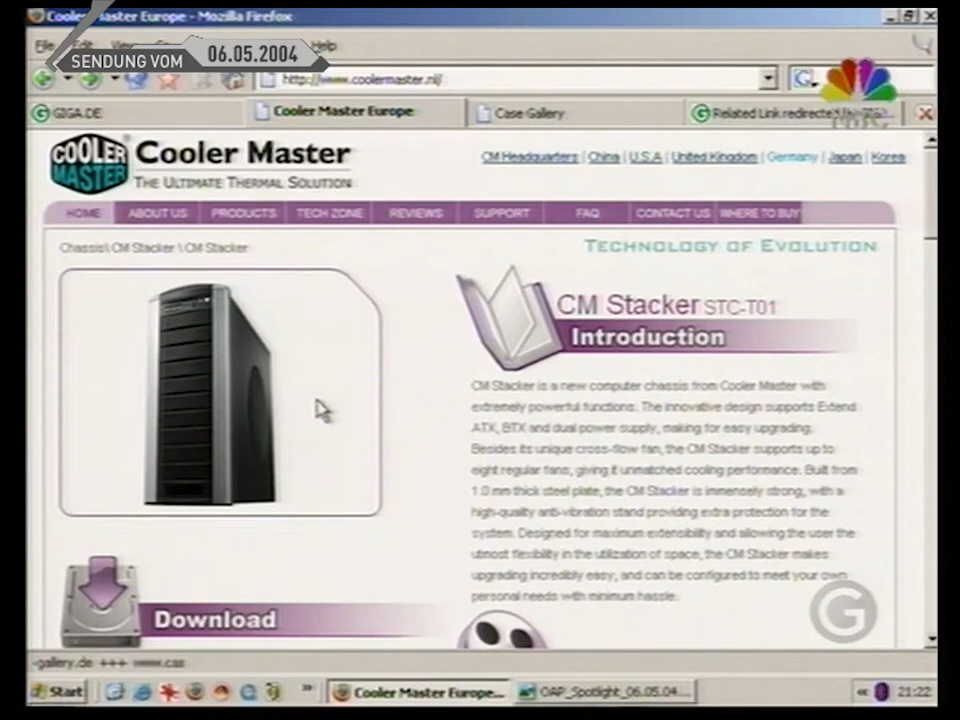 Cooler Master Europe - Mozilla Firefox
File Edit View Help
SENDUNG VOM 06.05.2004
http://www.coolermaster.nl/
GIGA.DE
Cooler Master Europe
Case Gallery
COOLER MASTER
Cooler Master
THE ULTIMATE THERMAL SOLUTION
CM Headquarters | China | U.S.A | United Kingdom | Germany | Japan | Korea
HOME ABOUT US PRODUCTS TECH ZONE REVIEWS SUPPORT FAQ CONTACT US WHERE TO BUY
Chassis\ CM Stacker \ CM Stacker
TECHNOLOGY OF EVOLUTION
CM Stacker STC-T01
Introduction
CM Stacker is a new computer chassis from Cooler Master with
extremely powerful functions. The innovative design supports Extend
ATX, BTX and dual power supply, making for easy upgrading.
Besides its unique cross-flow fan, the CM Stacker supports up to
eight regular fans, giving it unmatched cooling performance. Built from
1.0 mm thick steel plate, the CM Stacker is immensely strong, with a
high-quality anti-vibration stand providing extra protection for the
system. Designed for maximum extensibility and allowing the user the
utmost flexibility in the utilization of space, the CM Stacker makes
upgrading incredibly easy, and can be configured to meet your own
personal needs with minimum hassle.
Download
G
-gallery.de +++ www.cas
Start
Cooler Master Europe...
OAP_Spotlight_06.05.04....
21:22